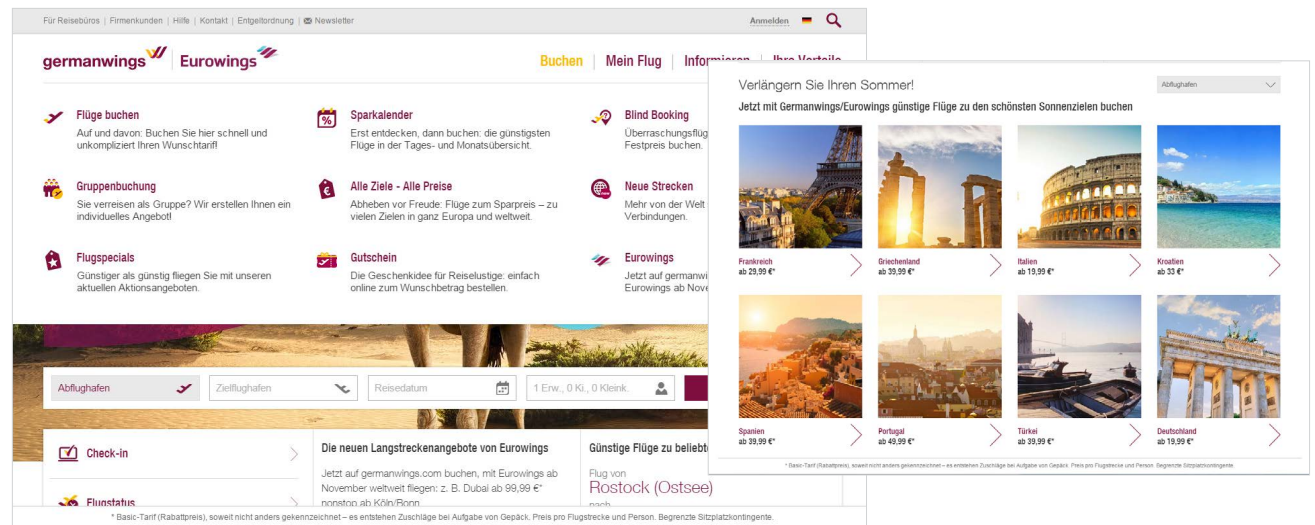 Für Reisebüros | Firmenkunden | Hilfe | Kontakt | Entgeltordnung | Newsletter
Anmelden
germanwings | Eurowings
Buchen | Mein Flug | Informieren | Ihre Vorteile
Flüge buchen
Auf und davon: Buchen Sie hier schnell und
unkompliziert Ihren Wunschtarif!
Sparkalender
Erst entdecken, dann buchen: die günstigsten
Flüge in der Tages- und Monatsübersicht.
Blind Booking
Überraschungsflüg
Festpreis buchen.
Gruppenbuchung
Sie verreisen als Gruppe? Wir erstellen Ihnen ein
individuelles Angebot!
Alle Ziele - Alle Preise
Abheben vor Freude: Flüge zum Sparpreis – zu
vielen Zielen in ganz Europa und weltweit.
Neue Strecken
Mehr von der Welt
Verbindungen.
Flugspecials
Günstiger als günstig fliegen Sie mit unseren
aktuellen Aktionsangeboten.
Gutschein
Die Geschenkidee für Reiselustige: einfach
online zum Wunschbetrag bestellen.
Eurowings
Jetzt auf germanwi
Eurowings ab Nove
Abflughafen
Zielflughafen
Reisedatum
1 Erw., 0 Ki., 0 Kleink.
Check-in
Flugstatus
Die neuen Langstreckenangebote von Eurowings
Jetzt auf germanwings.com buchen, mit Eurowings ab
November weltweit fliegen: z. B. Dubai ab 99,99 €*
nonstop ab Köln/Bonn
Günstige Flüge zu beliebte
Flug von
Rostock (Ostsee)
nach
* Basic-Tarif (Rabattpreis), soweit nicht anders gekennzeichnet – es entstehen Zuschläge bei Aufgabe von Gepäck. Preis pro Flugstrecke und Person. Begrenzte Sitzplatzkontingente.
Verlängern Sie Ihren Sommer!
Abflughafen
Jetzt mit Germanwings/Eurowings günstige Flüge zu den schönsten Sonnenzielen buchen
Frankreich
ab 29,99 €*
Griechenland
ab 39,99 €*
Italien
ab 19,99 €*
Kroatien
ab 33 €*
Spanien
ab 39,99 €*
Portugal
ab 49,99 €*
Türkei
ab 39,99 €*
Deutschland
ab 19,99 €*
* Basic-Tarif (Rabattpreis), soweit nicht anders gekennzeichnet – es entstehen Zuschläge bei Aufgabe von Gepäck. Preis pro Flugstrecke und Person. Begrenzte Sitzplatzkontingente.